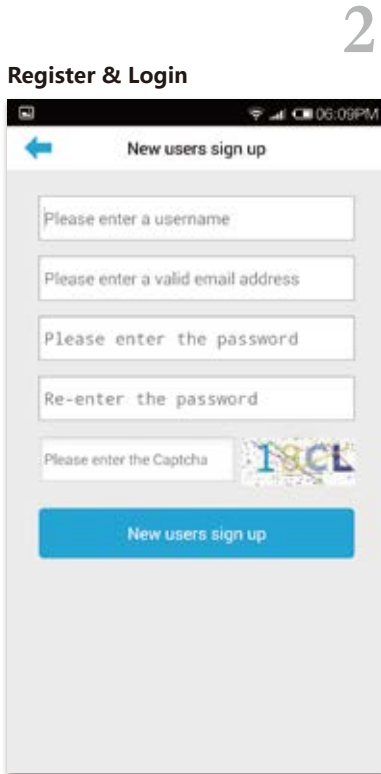 2
Register & Login
06:09PM
New users sign up
Please enter a username
Please enter a valid email address
Please enter the password
Re-enter the password
Please enter the Captcha
New users sign up